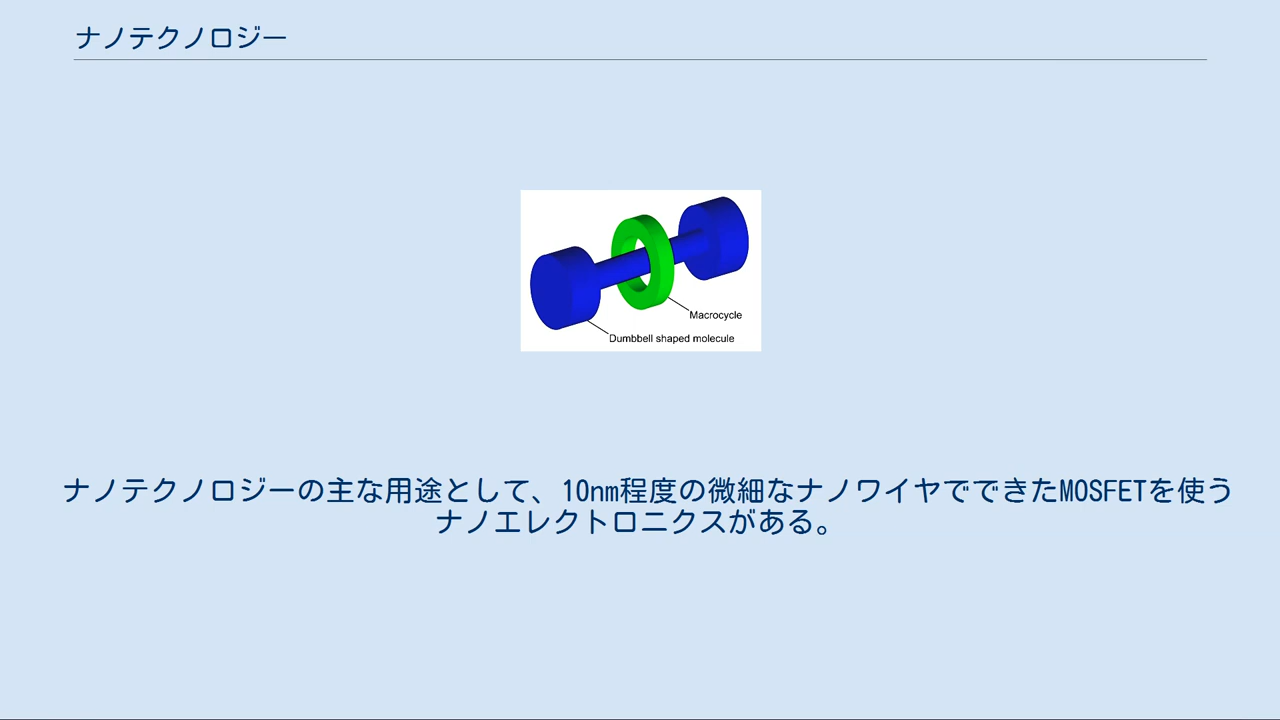 ナノテクノロジー
Macrocycle
Dumbbell shaped molecule
ナノテクノロジーの主な用途として、10nm程度の微細なナノワイヤでできたMOSFETを使う
ナノエレクトロニクスがある。